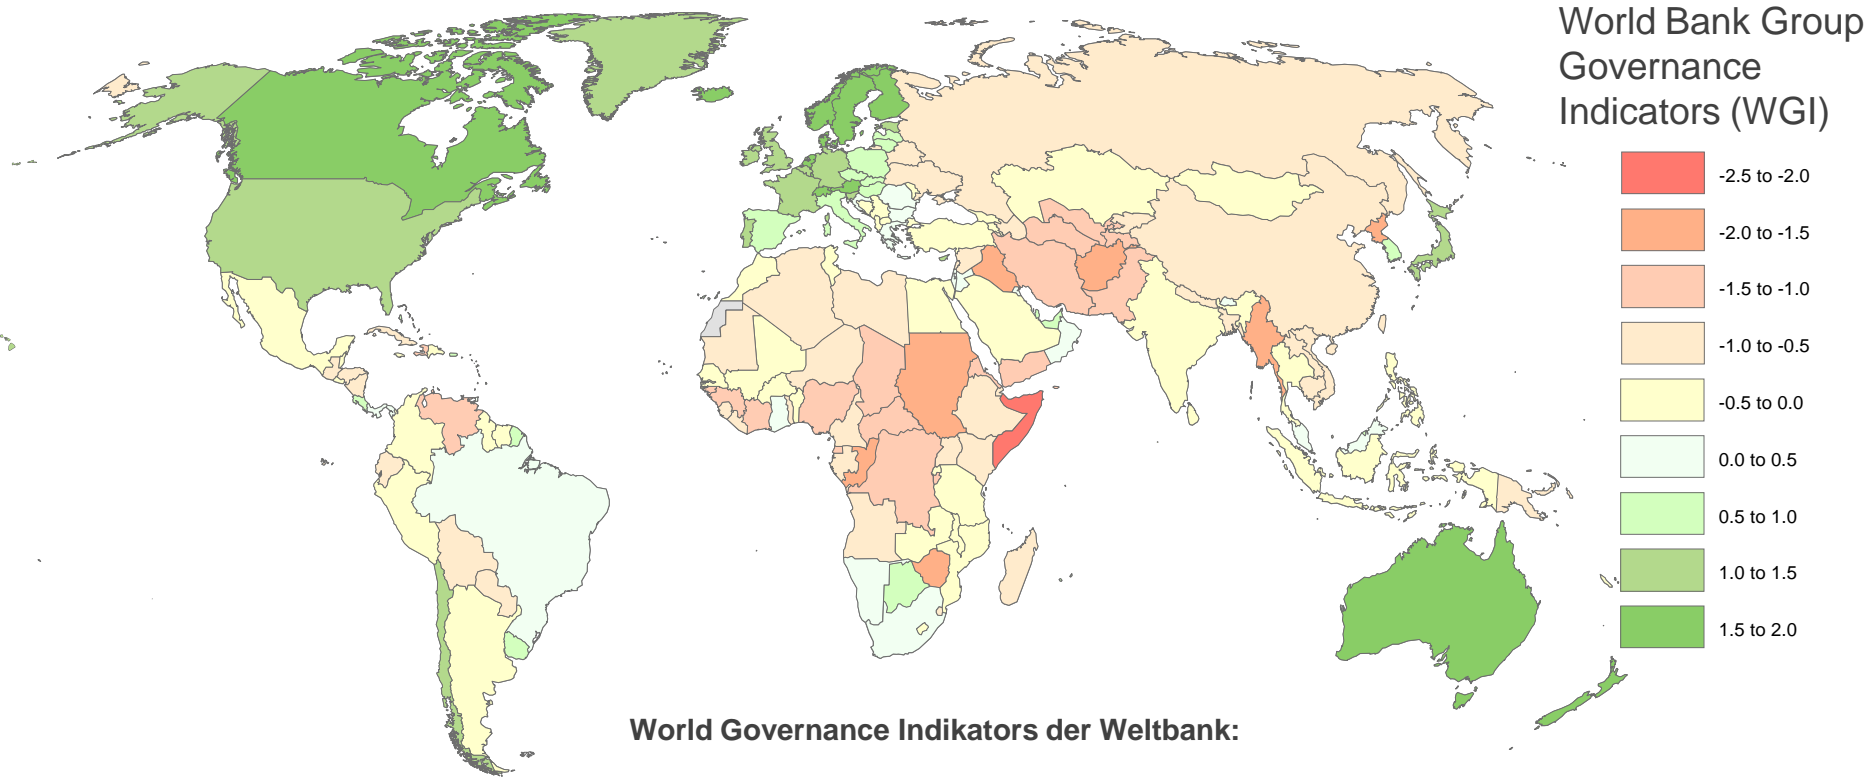 World Bank Group
Governance
Indicators (WGI)
-2.5 to -2.0
-2.0 to -1.5
-1.5 to -1.0
-1.0 to -0.5
-0.5 to 0.0
0.0 to 0.5
0.5 to 1.0
1.0 to 1.5
1.5 to 2.0
World Governance Indikators der Weltbank: